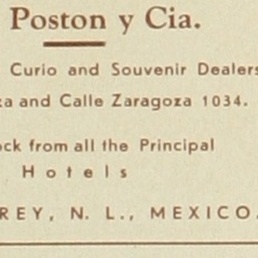 Poston y Cia.
Curio and Souvenir Dealers
and Calle Zaragoza 1034.
from all the Principal
Hotels
N. L., MEXICO.